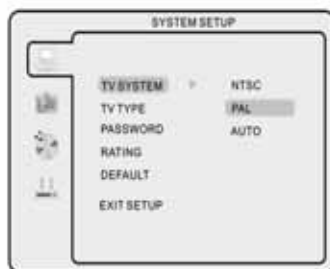 SYSTEM SETUP
TV SYSTEM NTSC
TV TYPE PAL
PASSWORD AUTO
RATING
DEFAULT
EXIT SETUP